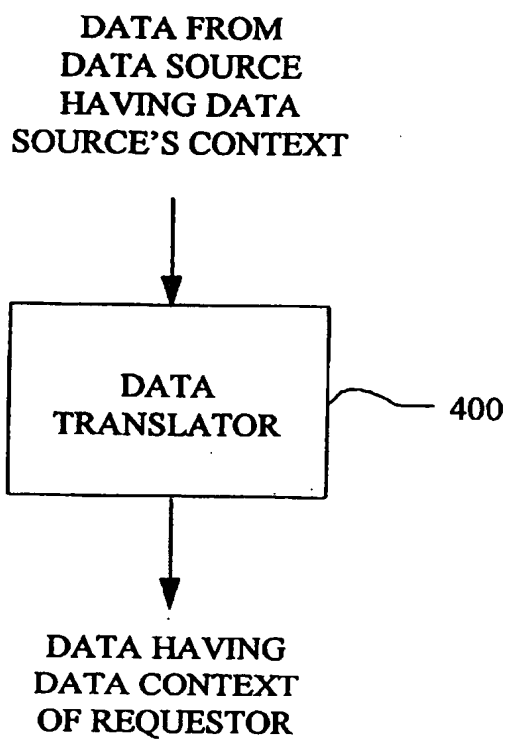 DATA FROM
DATA SOURCE
HAVING DATA
SOURCE'S CONTEXT
DATA
TRANSLATOR
400
DATA HAVING
DATA CONTEXT
OF REQUESTOR